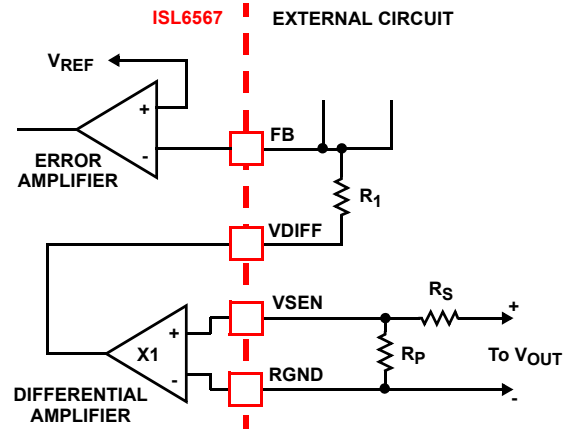 ISL6567 EXTERNAL CIRCUIT
VREF
+
-
FB
ERROR
AMPLIFIER
R1
VDIFF
VSEN
RS
+
+
X1
RP
To VOUT
-
RGND
-
DIFFERENTIAL
AMPLIFIER